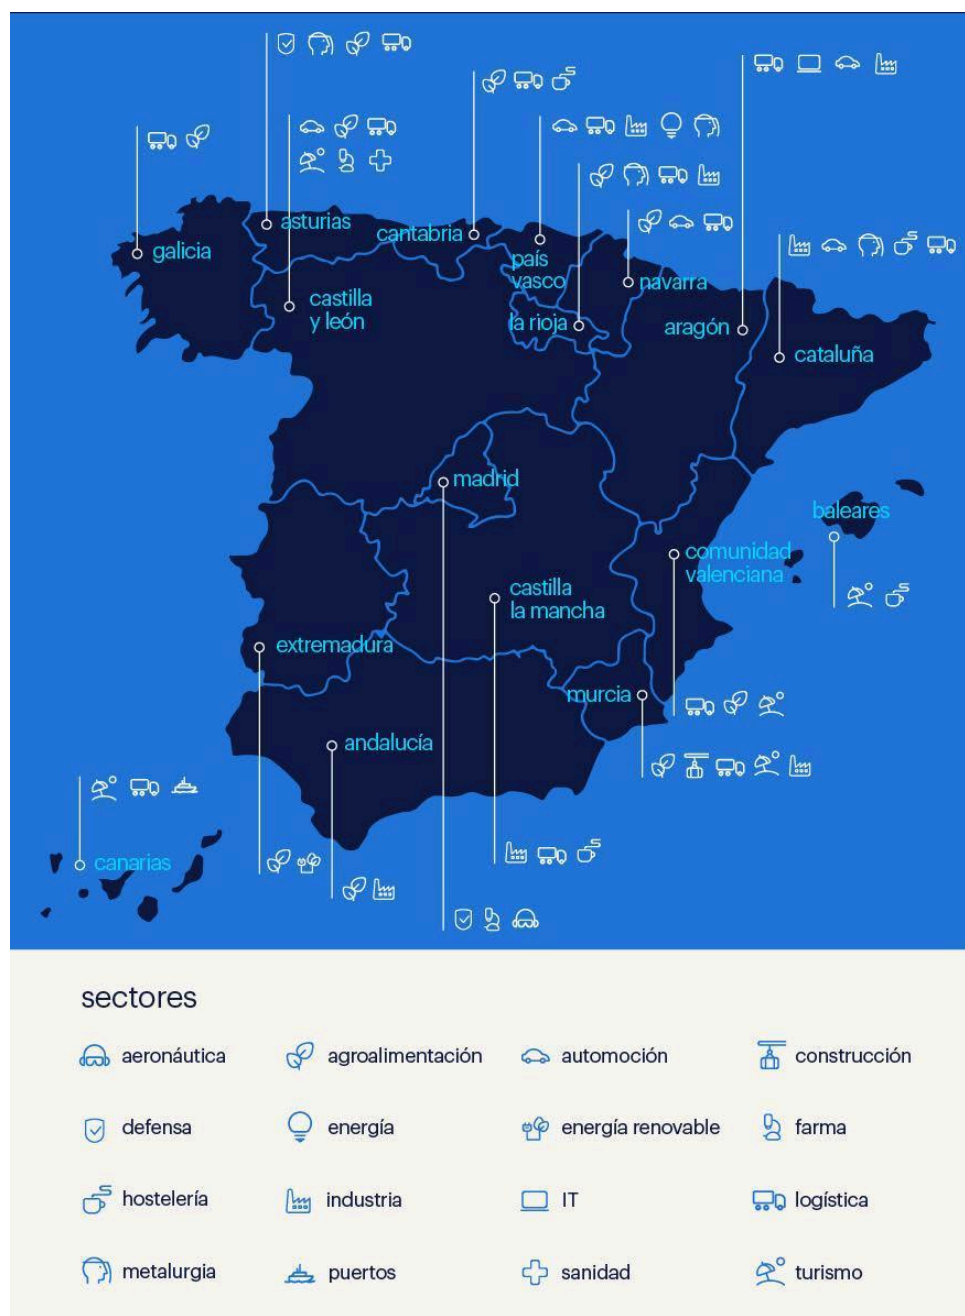 asturias
cantabria
galicia
país
vasco
navarra
castilla
y león
la rioja
aragón
cataluña
madrid
baleares
comunidad
valenciana
castilla
la mancha
extremadura
murcia
andalucía
canarias
sectores
aeronáutica
agroalimentación
automoción
construcción
defensa
energía
energía renovable
farma
hostelería
industria
IT
logística
metalurgia
puertos
sanidad
turismo